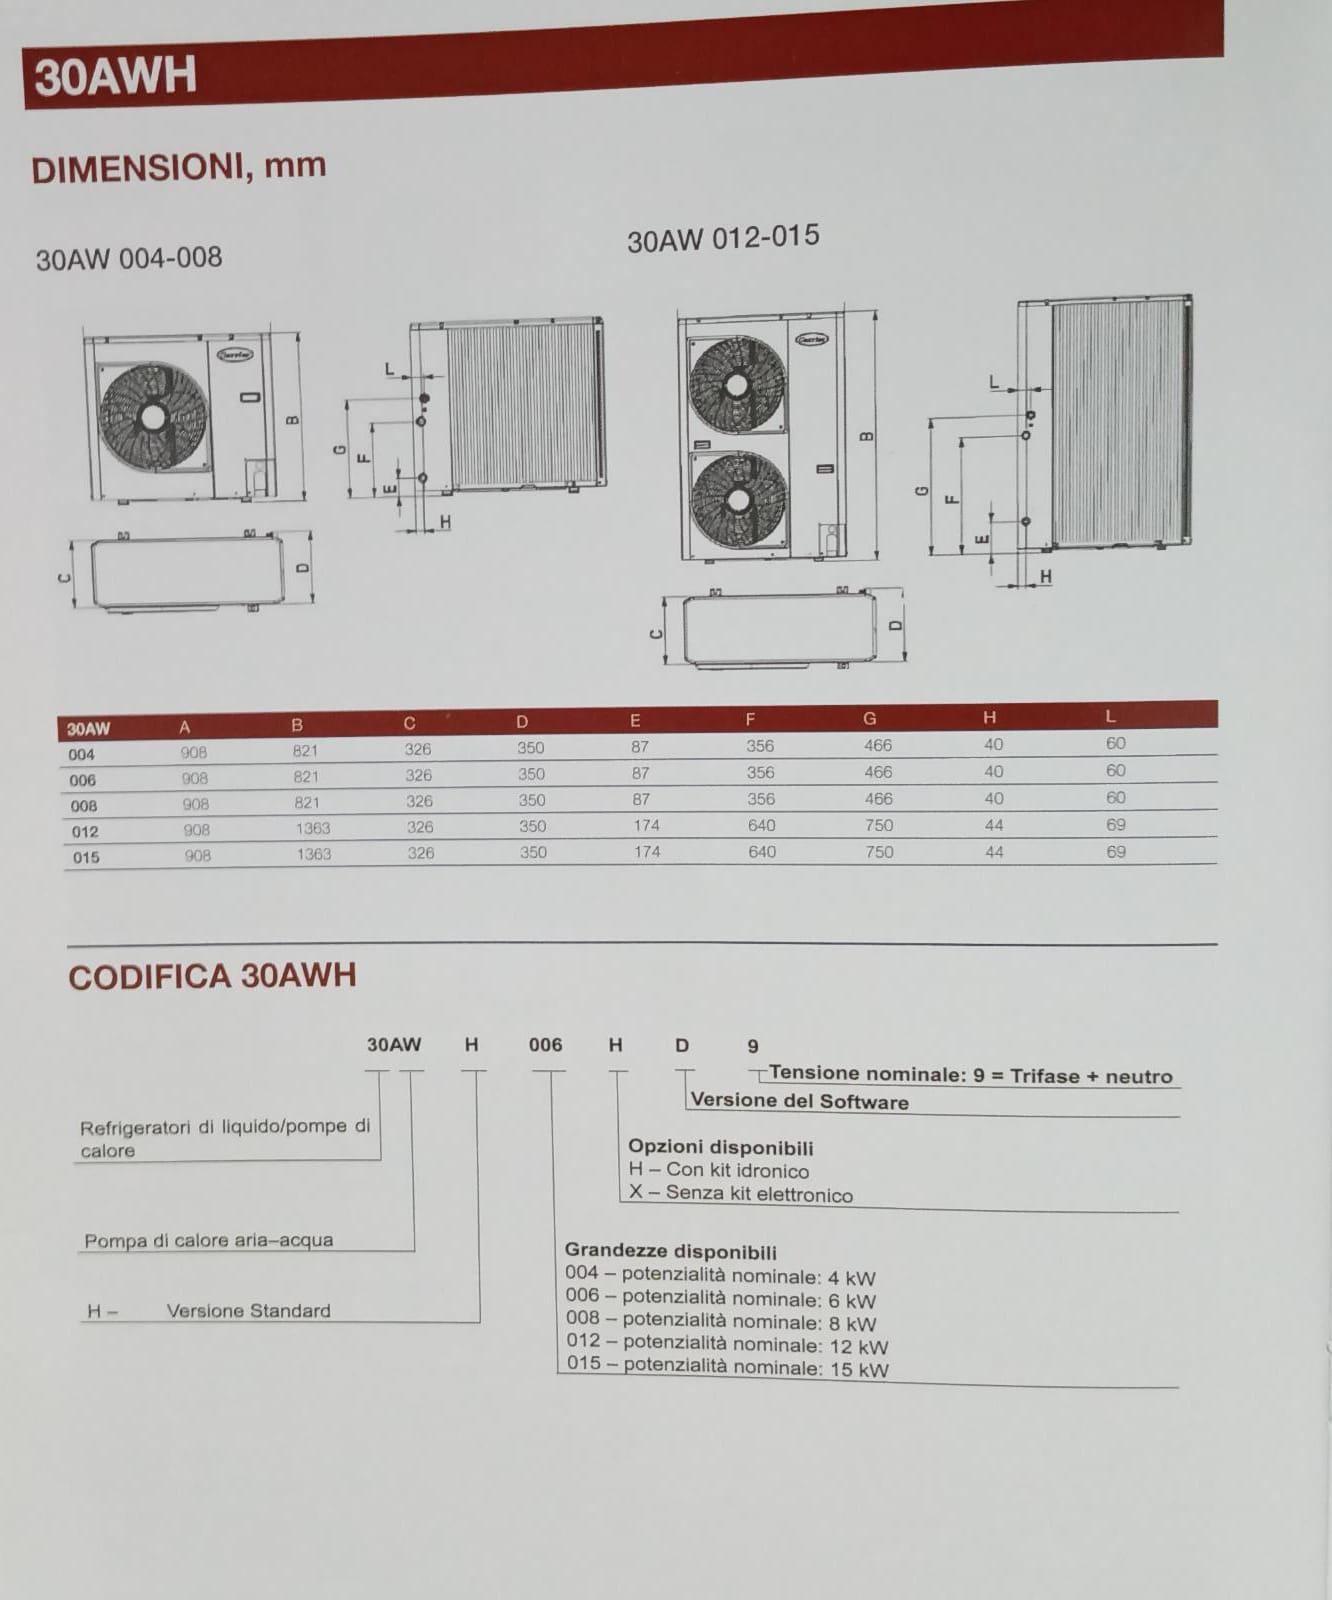 30AWH
DIMENSIONI, mm
30AW 004-008
30AW 012-015
Carrier
B
L
G
F
E
H
C
D
Carrier
B
L
G
F
E
H
C
D
30AW A B C D E F G H L
004 908 821 326 350 87 356 466 40 60
006 908 821 326 350 87 356 466 40 60
008 908 821 326 350 87 356 466 40 60
012 908 1363 326 350 174 640 750 44 69
015 908 1363 326 350 174 640 750 44 69
CODIFICA 30AWH
30AW H 006 H D 9
Tensione nominale: 9 = Trifase + neutro
Versione del Software
Refrigeratori di liquido/pompe di
calore
Opzioni disponibili
H – Con kit idronico
X – Senza kit elettronico
Pompa di calore aria–acqua
Grandezze disponibili
004 – potenzialità nominale: 4 kW
006 – potenzialità nominale: 6 kW
008 – potenzialità nominale: 8 kW
012 – potenzialità nominale: 12 kW
015 – potenzialità nominale: 15 kW
H – Versione Standard